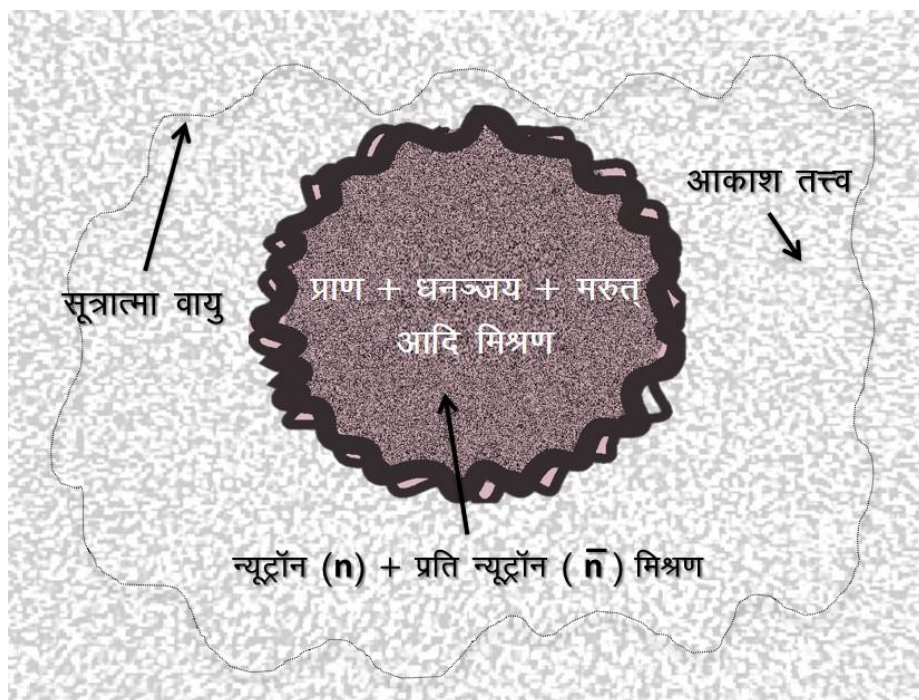 आकाश तत्त्व
सूत्रात्मा वायु
प्राण + धनञ्जय + मरुत्
आदि मिश्रण
न्यूट्रॉन (n) + प्रति न्यूट्रॉन ( n̄ ) मिश्रण